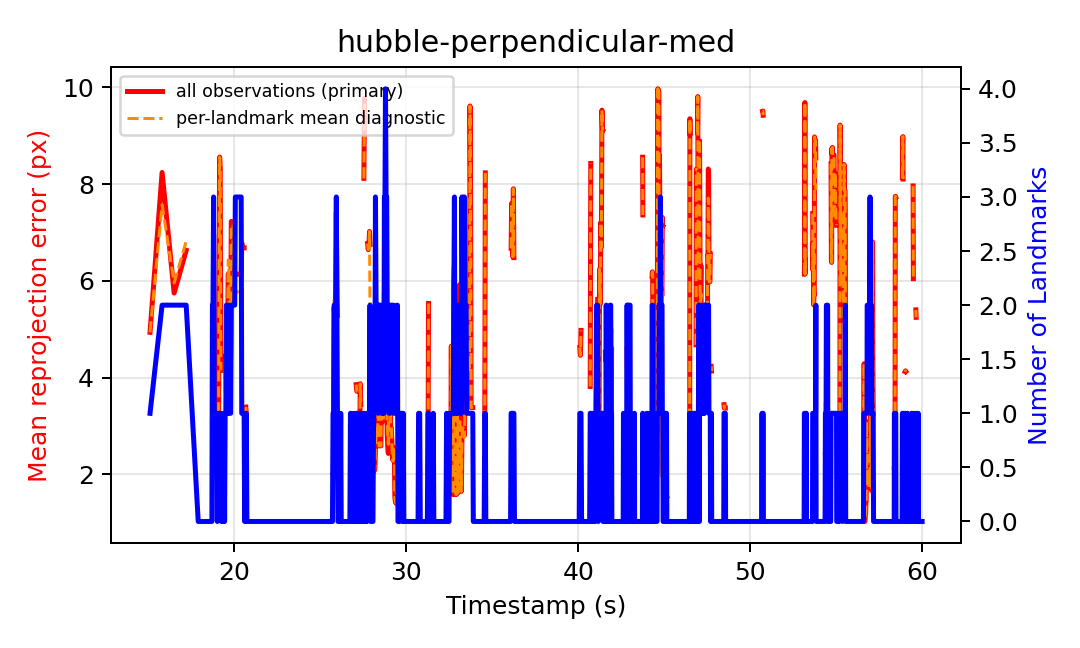 hubble-perpendicular-med
all observations (primary)
per-landmark mean diagnostic
Mean reprojection error (px)
10
8
6
4
2
4.0
3.5
3.0
2.5
2.0
1.5
1.0
0.5
0.0
Number of Landmarks
20 30 40 50 60
Timestamp (s)